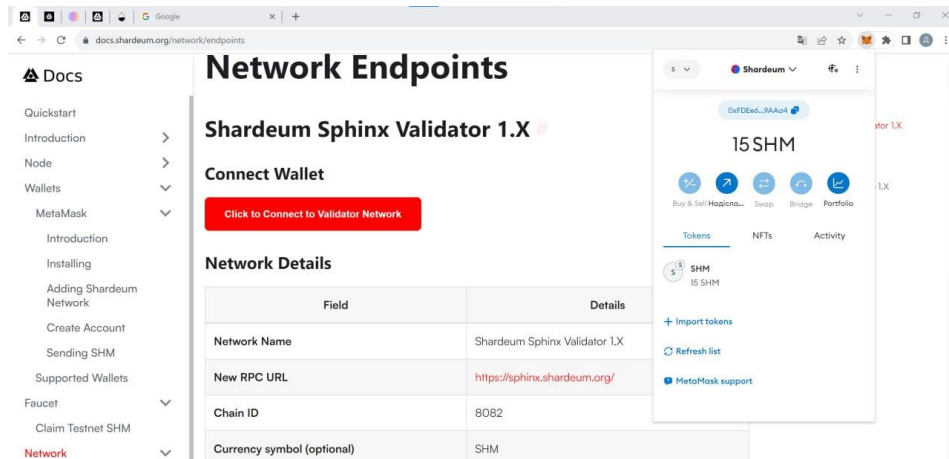 Google
docs.shardeum.org/network/endpoints
Docs
Quickstart
Introduction
Node
Wallets
MetaMask
Introduction
Installing
Adding Shardeum
Network
Create Account
Sending SHM
Supported Wallets
Faucet
Claim Testnet SHM
Network
Network Endpoints
Shardeum Sphinx Validator 1.X #
Connect Wallet
Click to Connect to Validator Network
Network Details
Field Details
Network Name Shardeum Sphinx Validator 1.X
New RPC URL https://sphinx.shardeum.org/
Chain ID 8082
Currency symbol (optional) SHM
S Shardeum
0xFDEe6...9AAa4
15 SHM
Buy & Sell Надісла... Swap Bridge Portfolio
Tokens NFTs Activity
S S SHM
15 SHM
+ Import tokens
Refresh list
MetaMask support
ator 1.X
1.X